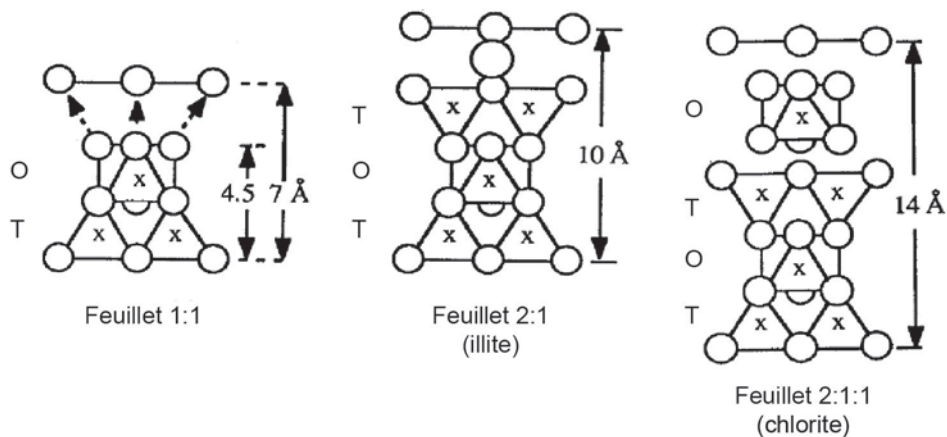 O
T
4.5
7 Å
x
x
x
Feuillet 1:1
T
O
T
10 Å
x
x
x
x
x
Feuillet 2:1
(illite)
O
T
O
T
14 Å
x
x
x
x
x
x
Feuillet 2:1:1
(chlorite)